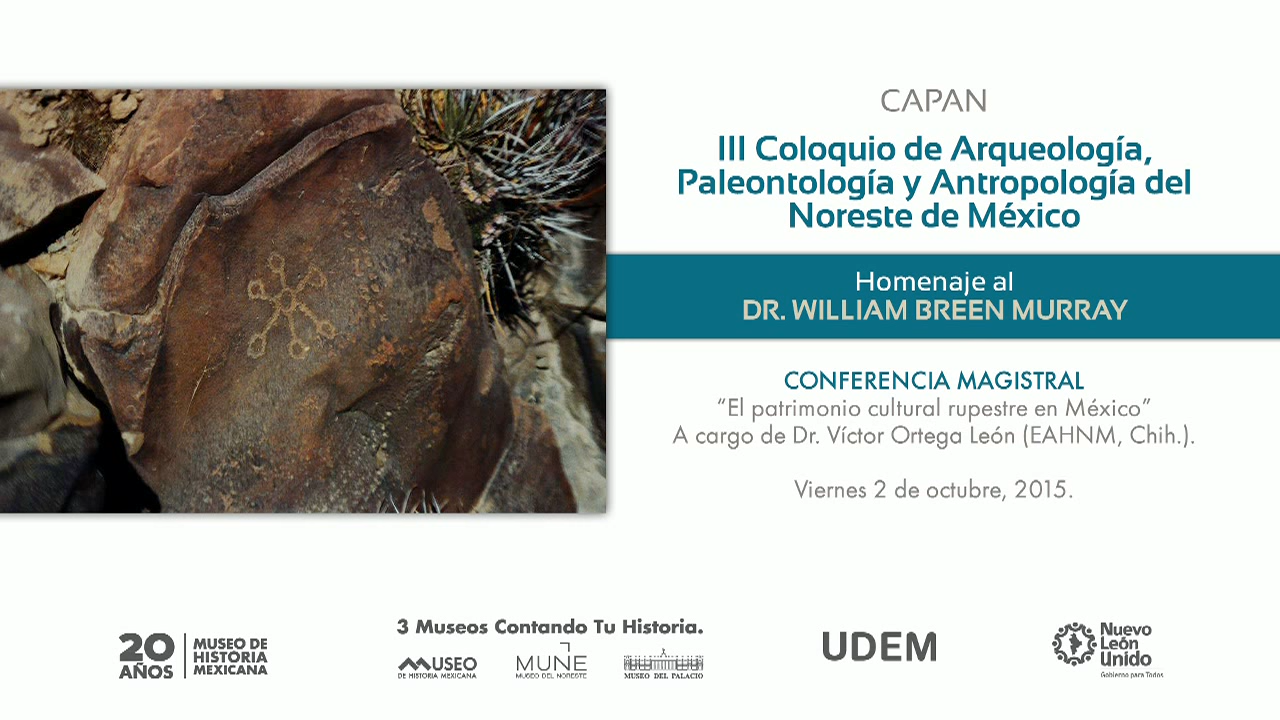 CAPAN
III Coloquio de Arqueología,
Paleontología y Antropología del
Noreste de México
Homenaje al
DR. WILLIAM BREEN MURRAY
CONFERENCIA MAGISTRAL
“El patrimonio cultural rupestre en México”
A cargo de Dr. Víctor Ortega León (EAHNM, Chih.).
Viernes 2 de octubre, 2015.
20 AÑOS
MUSEO DE
HISTORIA
MEXICANA
3 Museos Contando Tu Historia.
MUSEO
DE HISTORIA MEXICANA
MUNE
MUSEO DEL NORESTE
MUSEO DEL PALACIO
UDEM
Nuevo
León
Unido
Gobierno para Todos